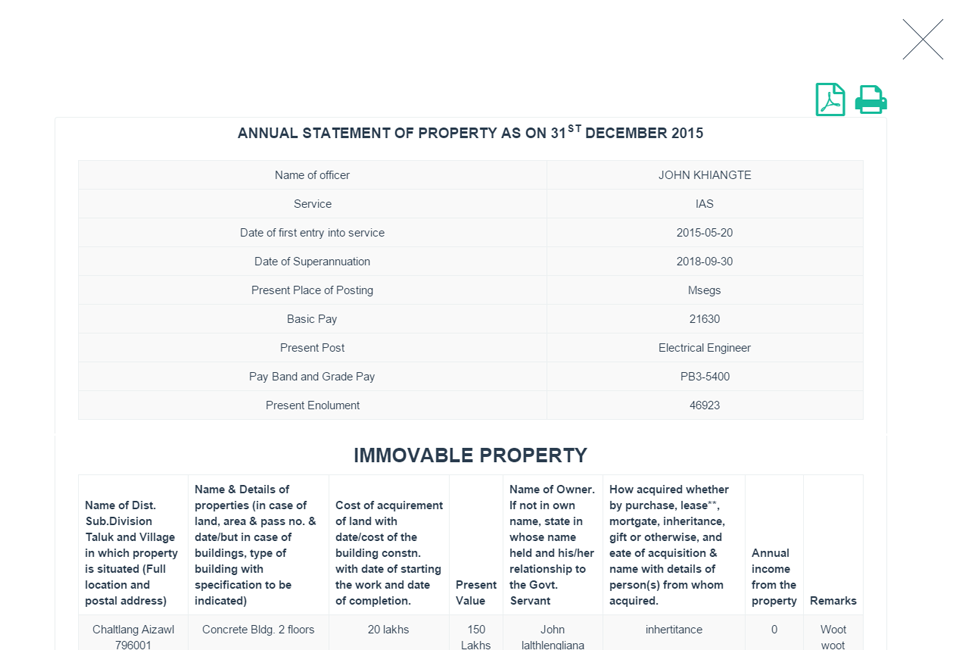 ANNUAL STATEMENT OF PROPERTY AS ON 31ST DECEMBER 2015
Name of officer JOHN KHIANGTE
Service IAS
Date of first entry into service 2015-05-20
Date of Superannuation 2018-09-30
Present Place of Posting Msegs
Basic Pay 21630
Present Post Electrical Engineer
Pay Band and Grade Pay PB3-5400
Present Enolument 46923
IMMOVABLE PROPERTY
Name of Dist.
Sub.Division
Taluk and Village
in which property
is situated (Full
location and
postal address)
Name & Details of
properties (in case of
land, area & pass no. &
date/but in case of
buildings, type of
building with
specification to be
indicated)
Cost of acquirement
of land with
date/cost of the
building constn.
with date of starting
the work and date
of completion.
Present
Value
Name of Owner.
If not in own
name, state in
whose name
held and his/her
relationship to
the Govt.
Servant
How acquired whether
by purchase, lease**,
mortgage, inheritance,
gift or otherwise, and
eate of acquisition &
name with details of
person(s) from whom
acquired.
Annual
income
from the
property
Remarks
Chaltlang Aizawl
796001
Concrete Bldg. 2 floors
20 lakhs
150
Lakhs
John
lalthlengliana
inhertitance
0
Woot
woot